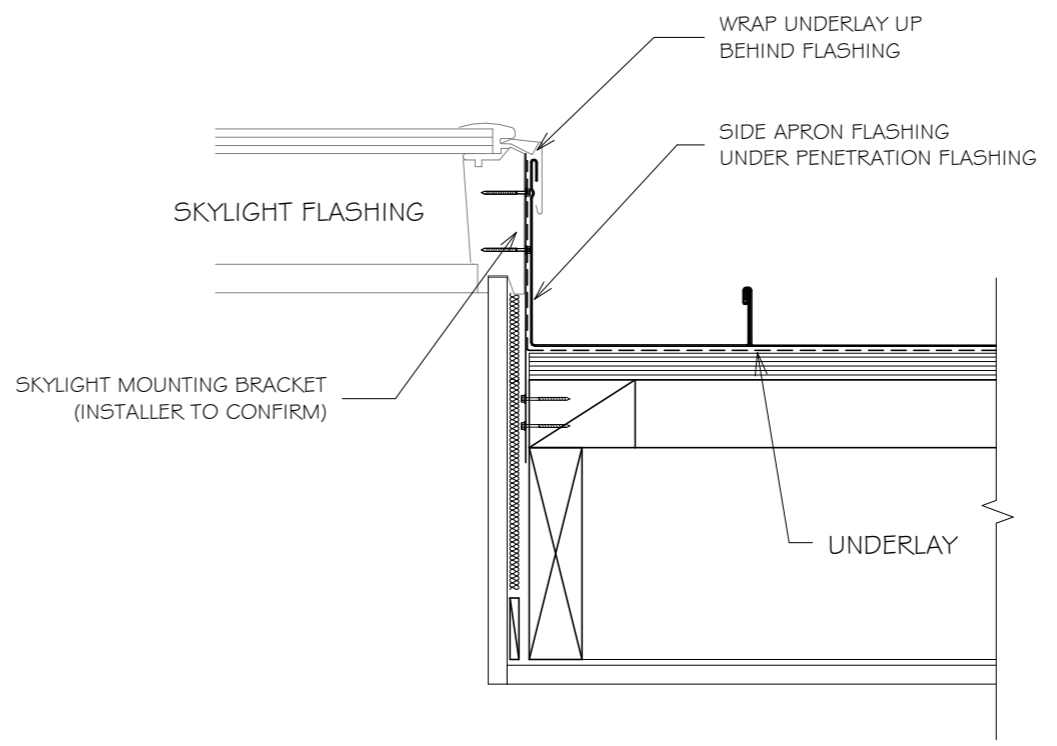 WRAP UNDERLAY UP
BEHIND FLASHING
SIDE APRON FLASHING
UNDER PENETRATION FLASHING
SKYLIGHT FLASHING
SKYLIGHT MOUNTING BRACKET
(INSTALLER TO CONFIRM)
UNDERLAY